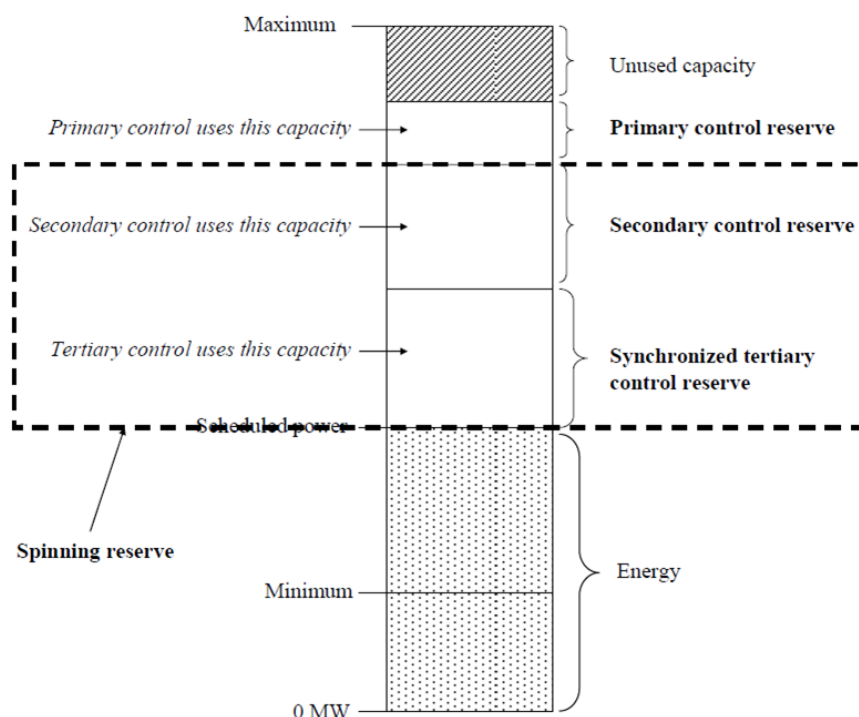 Maximum
Unused capacity
Primary control uses this capacity
Primary control reserve
Secondary control uses this capacity
Secondary control reserve
Tertiary control uses this capacity
Synchronized tertiary
control reserve
Scheduled power
Spinning reserve
Energy
Minimum
0 MW